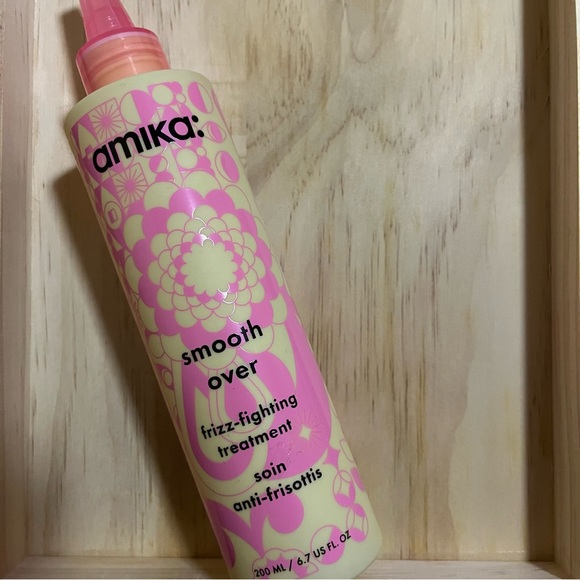 amika:
smooth
over
frizz-fighting
treatment
soin
anti-frisottis
200 ML / 6.7 US FL. OZ